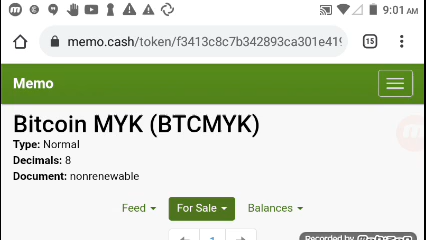 9:01 AM
memo.cash/token/f3413c8c7b342893ca301e419
15
Memo
Bitcoin MYK (BTCMYK)
Type: Normal
Decimals: 8
Document: nonrenewable
Feed For Sale Balances
1
Recorded by